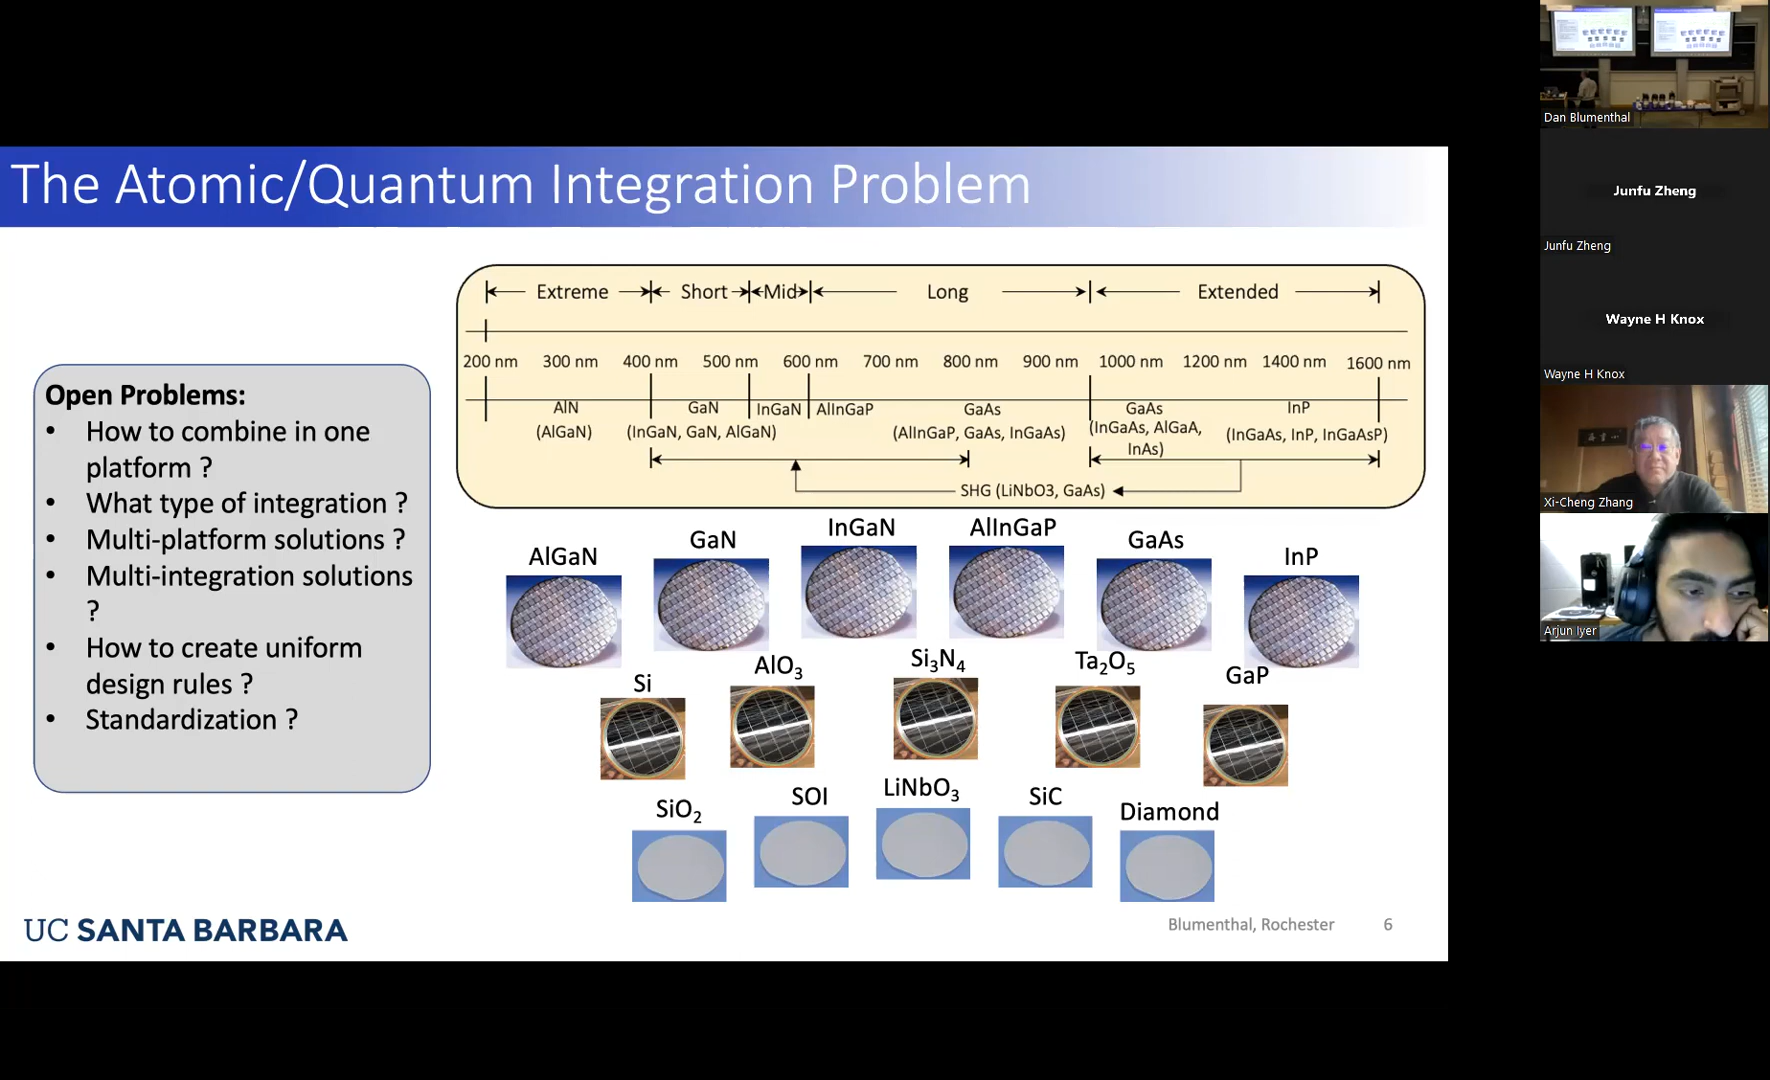 The Atomic/Quantum Integration Problem
Open Problems:
• How to combine in one
platform ?
• What type of integration ?
• Multi-platform solutions ?
• Multi-integration solutions
?
• How to create uniform
design rules ?
• Standardization ?
Extreme Short Mid Long Extended
200 nm 300 nm 400 nm 500 nm 600 nm 700 nm 800 nm 900 nm 1000 nm 1200 nm 1400 nm 1600 nm
AlN GaN InGaN AlInGaP GaAs GaAs InP
(AlGaN) (InGaN, GaN, AlGaN) (AlInGaP, GaAs, InGaAs) (InGaAs, AlGaA, (InGaAs, InP, InGaAsP)
InAs)
SHG (LiNbO3, GaAs)
AlGaN GaN InGaN AlInGaP GaAs InP
Si AlO₃ Si₃N₄ Ta₂O₅ GaP
SiO₂ SOI LiNbO₃ SiC Diamond
UC SANTA BARBARA
Blumenthal, Rochester 6
Dan Blumenthal
Junfu Zheng
Junfu Zheng
Wayne H Knox
Wayne H Knox
Xi-Cheng Zhang
Arjun Iyer